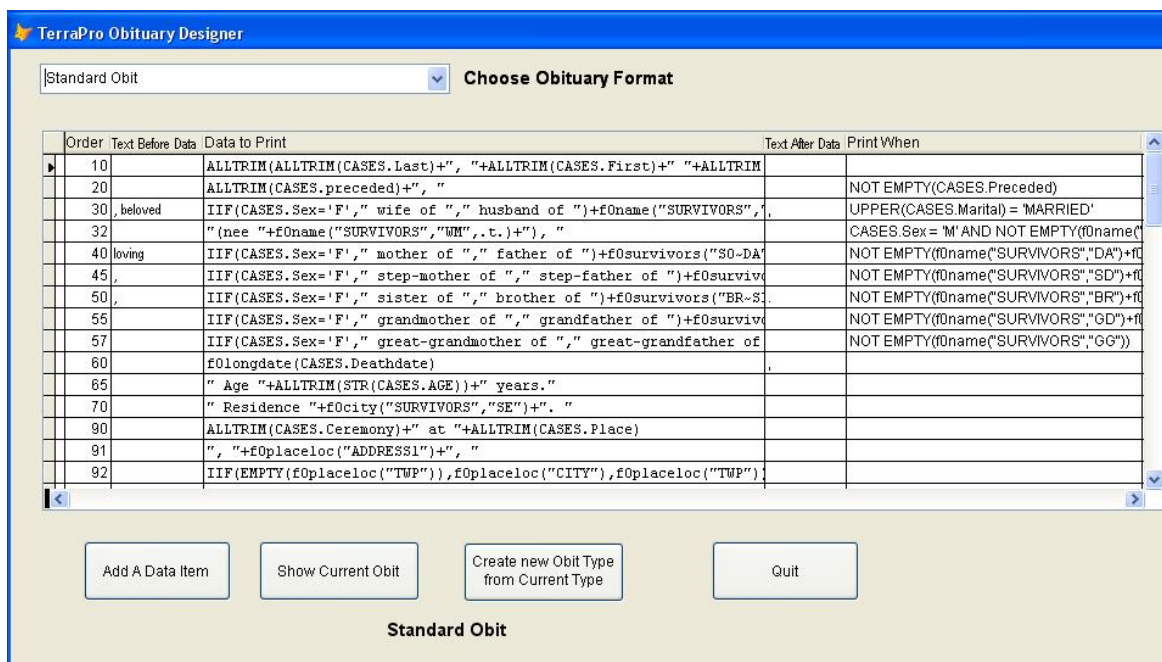 TerraPro Obituary Designer
Standard Obit Choose Obituary Format
Order Text Before Data Data to Print Text After Data Print When
10 ALLTRIM(ALLTRIM(CASES.Last)+", "+ALLTRIM(CASES.First)+" "+ALLTRIM
20 ALLTRIM(CASES.preceded)+", " NOT EMPTY(CASES.Preceded)
30 , beloved IIF(CASES.Sex='F'," wife of "," husband of ")+f0name("SURVIVORS"," , UPPER(CASES.Marital) = 'MARRIED'
32 "(nee "+f0name("SURVIVORS","WM",.t.)+"), " CASES.Sex = 'M' AND NOT EMPTY(f0name("
40 loving IIF(CASES.Sex='F'," mother of "," father of ")+f0survivors("SO~DA" NOT EMPTY(f0name("SURVIVORS","DA")+f0
45 , IIF(CASES.Sex='F'," step-mother of "," step-father of ")+f0survivo NOT EMPTY(f0name("SURVIVORS","SD")+f0
50 , IIF(CASES.Sex='F'," sister of "," brother of ")+f0survivors("BR~SI . NOT EMPTY(f0name("SURVIVORS","BR")+f0
55 IIF(CASES.Sex='F'," grandmother of "," grandfather of ")+f0survivo NOT EMPTY(f0name("SURVIVORS","GD")+f0
57 IIF(CASES.Sex='F'," great-grandmother of "," great-grandfather of NOT EMPTY(f0name("SURVIVORS","GG"))
60 f0longdate(CASES.Deathdate) ,
65 " Age "+ALLTRIM(STR(CASES.AGE))+" years."
70 " Residence "+f0city("SURVIVORS","SE")+". "
90 ALLTRIM(CASES.Ceremony)+" at "+ALLTRIM(CASES.Place)
91 ", "+f0placeloc("ADDRESS1")+", "
92 IIF(EMPTY(f0placeloc("TWP")),f0placeloc("CITY"),f0placeloc("TWP")
Add A Data Item Show Current Obit Create new Obit Type Quit
from Current Type
Standard Obit